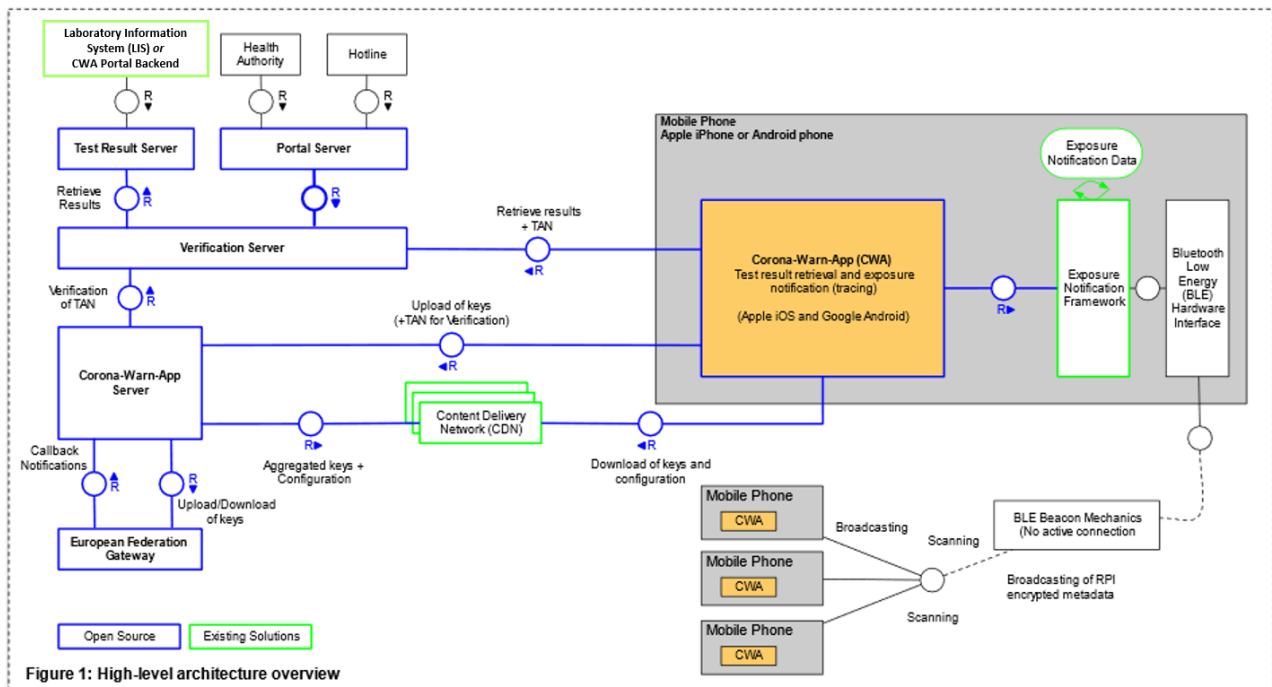 Laboratory Information
System (LIS) or
CWA Portal Backend
Health
Authority
Hotline
R
R
R
Test Result Server
Portal Server
Retrieve
Results
R
R
Verification Server
Retrieve results
+ TAN
R
Verification
of TAN
R
Upload of keys
(+TAN for Verification)
R
Corona-Warn-App
Server
Callback
Notifications
R
R
Upload/Download
of keys
European Federation
Gateway
R
Aggregated keys +
Configuration
Content Delivery
Network (CDN)
R
Download of keys and
configuration
Mobile Phone
Apple iPhone or Android phone
Corona-Warn-App (CWA)
Test result retrieval and exposure
notification (tracing)
(Apple iOS and Google Android)
R
Exposure
Notification Data
Exposure
Notification
Framework
Bluetooth
Low
Energy
(BLE)
Hardware
Interface
Mobile Phone
CWA
Mobile Phone
CWA
Mobile Phone
CWA
Broadcasting
Scanning
Scanning
BLE Beacon Mechanics
(No active connection
Broadcasting of RPI
encrypted metadata
Open Source
Existing Solutions
Figure 1: High-level architecture overview